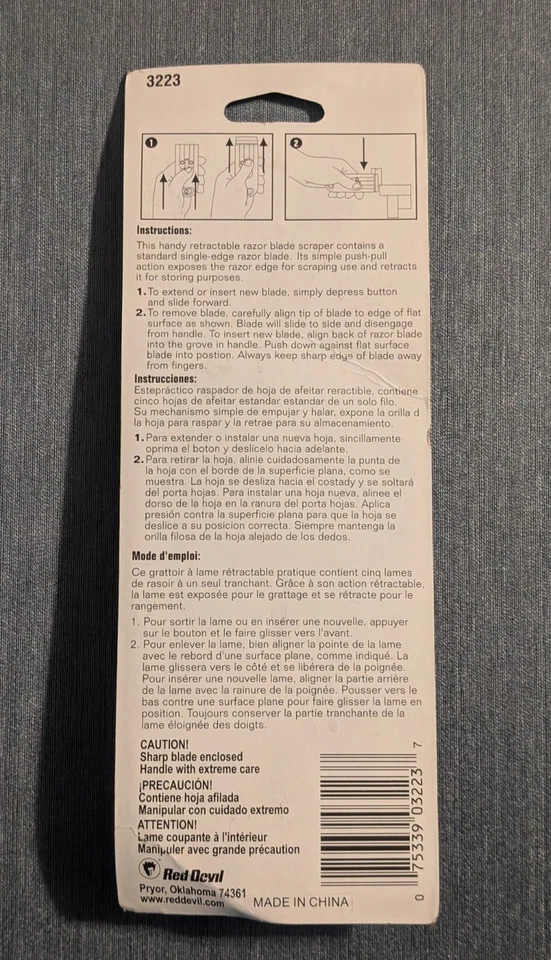 3223
1
2
Instructions:
This handy retractable razor blade scraper contains a
standard single-edge razor blade. Its simple push-pull
action exposes the razor edge for scraping use and retracts
it for storing purposes.
1. To extend or insert new blade, simply depress button
and slide forward.
2. To remove blade, carefully align tip of blade to edge of flat
surface as shown. Blade will slide to side and disengage
from handle. To insert new blade, align back of razor blade
into the grove in handle. Push down against flat surface
blade into postion. Always keep sharp edge of blade away
from fingers.
Instrucciones:
Estepráctico raspador de hoja de afeitar reractible, contiene
cinco hojas de afeitar estandar estandar de un solo filo.
Su mechanismo simple de empujar y halar, expone la orilla d
la hoja para raspar y la retrae para su almacenamiento.
1. Para extender o instalar una nueva hoja, sincillamente
oprima el boton y deslicelo hacia adelante.
2. Para retirar la hoja, alinie cuidadosamente la punta de
la hoja con el borde de la superficie plana, como se
muestra. La hoja se desliza hacia el costady y se soltará
del porta hojas. Para instalar una hoja nueva, alinee el
dorso de la hoja en la ranura del porta hojas. Aplica
presión contra la superficie plana para que la hoja se
deslice a su posicion correcta. Siempre mantenga la
orilla filosa de la hoja alejado de los dedos.
Mode d'emploi:
Ce grattoir à lame rétractable pratique contient cinq lames
de rasoir à un seul tranchant. Grâce à son action rétractable,
la lame est exposée pour le grattage et se rétracte pour le
rangement.
1. Pour sortir la lame ou en insérer une nouvelle, appuyer
sur le bouton et le faire glisser vers l'avant.
2. Pour enlever la lame, bien aligner la pointe de la lame
avec le rebord d'une surface plane, comme indiqué. La
lame glissera vers le côté et se libérera de la poignée.
Pour insérer une nouvelle lame, aligner la partie arrière
de la lame avec la rainure de la poignée. Pousser vers le
bas contre une surface plane pour faire glisser la lame en
position. Toujours conserver la partie tranchante de la
lame éloignée des doigts.
CAUTION!
Sharp blade enclosed
Handle with extreme care
¡PRECAUCIÓN!
Contiene hoja afilada
Manipular con cuidado extremo
ATTENTION!
Lame coupante à l'intérieur
Manipuler avec grande précaution
Red Devil
Pryor, Oklahoma 74361
www.reddevil.com
MADE IN CHINA
0 75339 03223 7